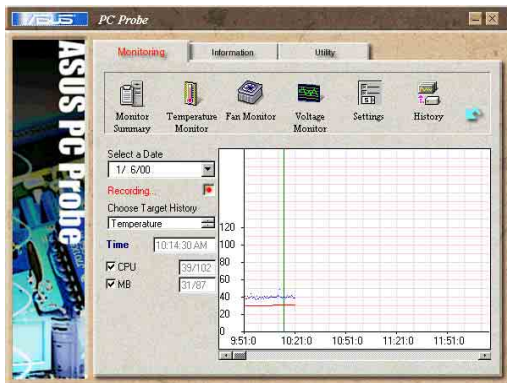 ASUS PC Probe
ASUS PC Probe
Monitoring
Information
Utility
Monitor Summary
Temperature Monitor
Fan Monitor
Voltage Monitor
Settings
History
Select a Date
1/ 6/00
Recording...
Choose Target History
Temperature
Time 10:14:30 AM
CPU 39/102
MB 31/87
120
100
80
60
40
20
0
9:51:0 10:21:0 10:51:0 11:21:0 11:51:0